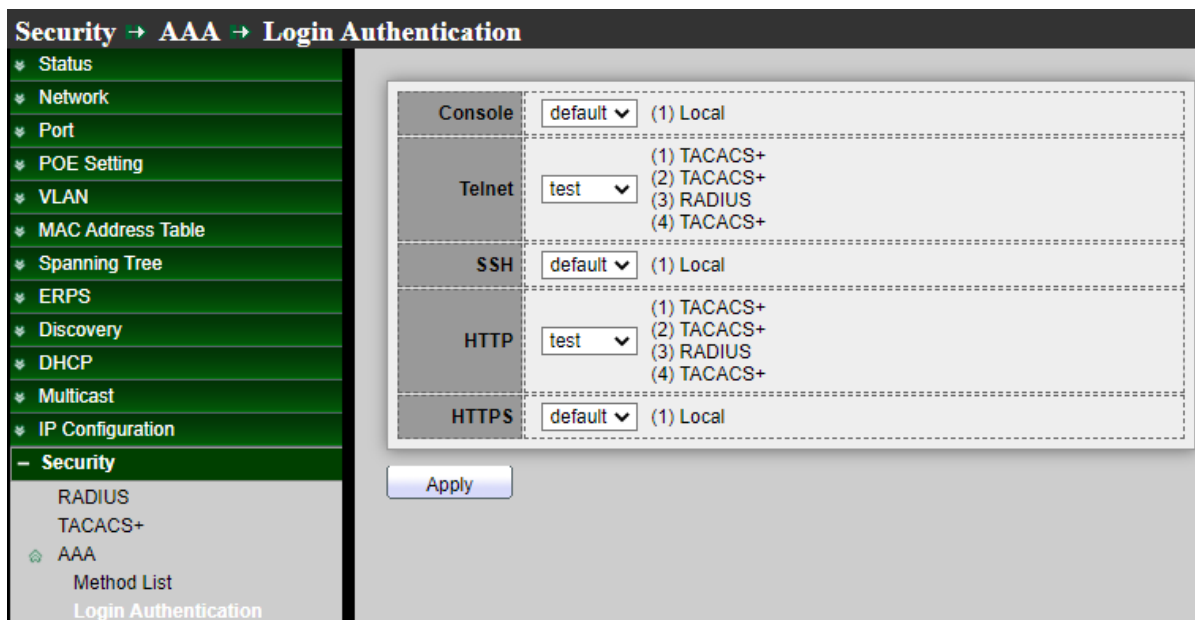 Security → AAA → Login Authentication
Status
Network
Port
POE Setting
VLAN
MAC Address Table
Spanning Tree
ERPS
Discovery
DHCP
Multicast
IP Configuration
Security
RADIUS
TACACS+
AAA
Method List
Login Authentication
Console default (1) Local
Telnet test
(1) TACACS+
(2) TACACS+
(3) RADIUS
(4) TACACS+
SSH default (1) Local
HTTP test
(1) TACACS+
(2) TACACS+
(3) RADIUS
(4) TACACS+
HTTPS default (1) Local
Apply